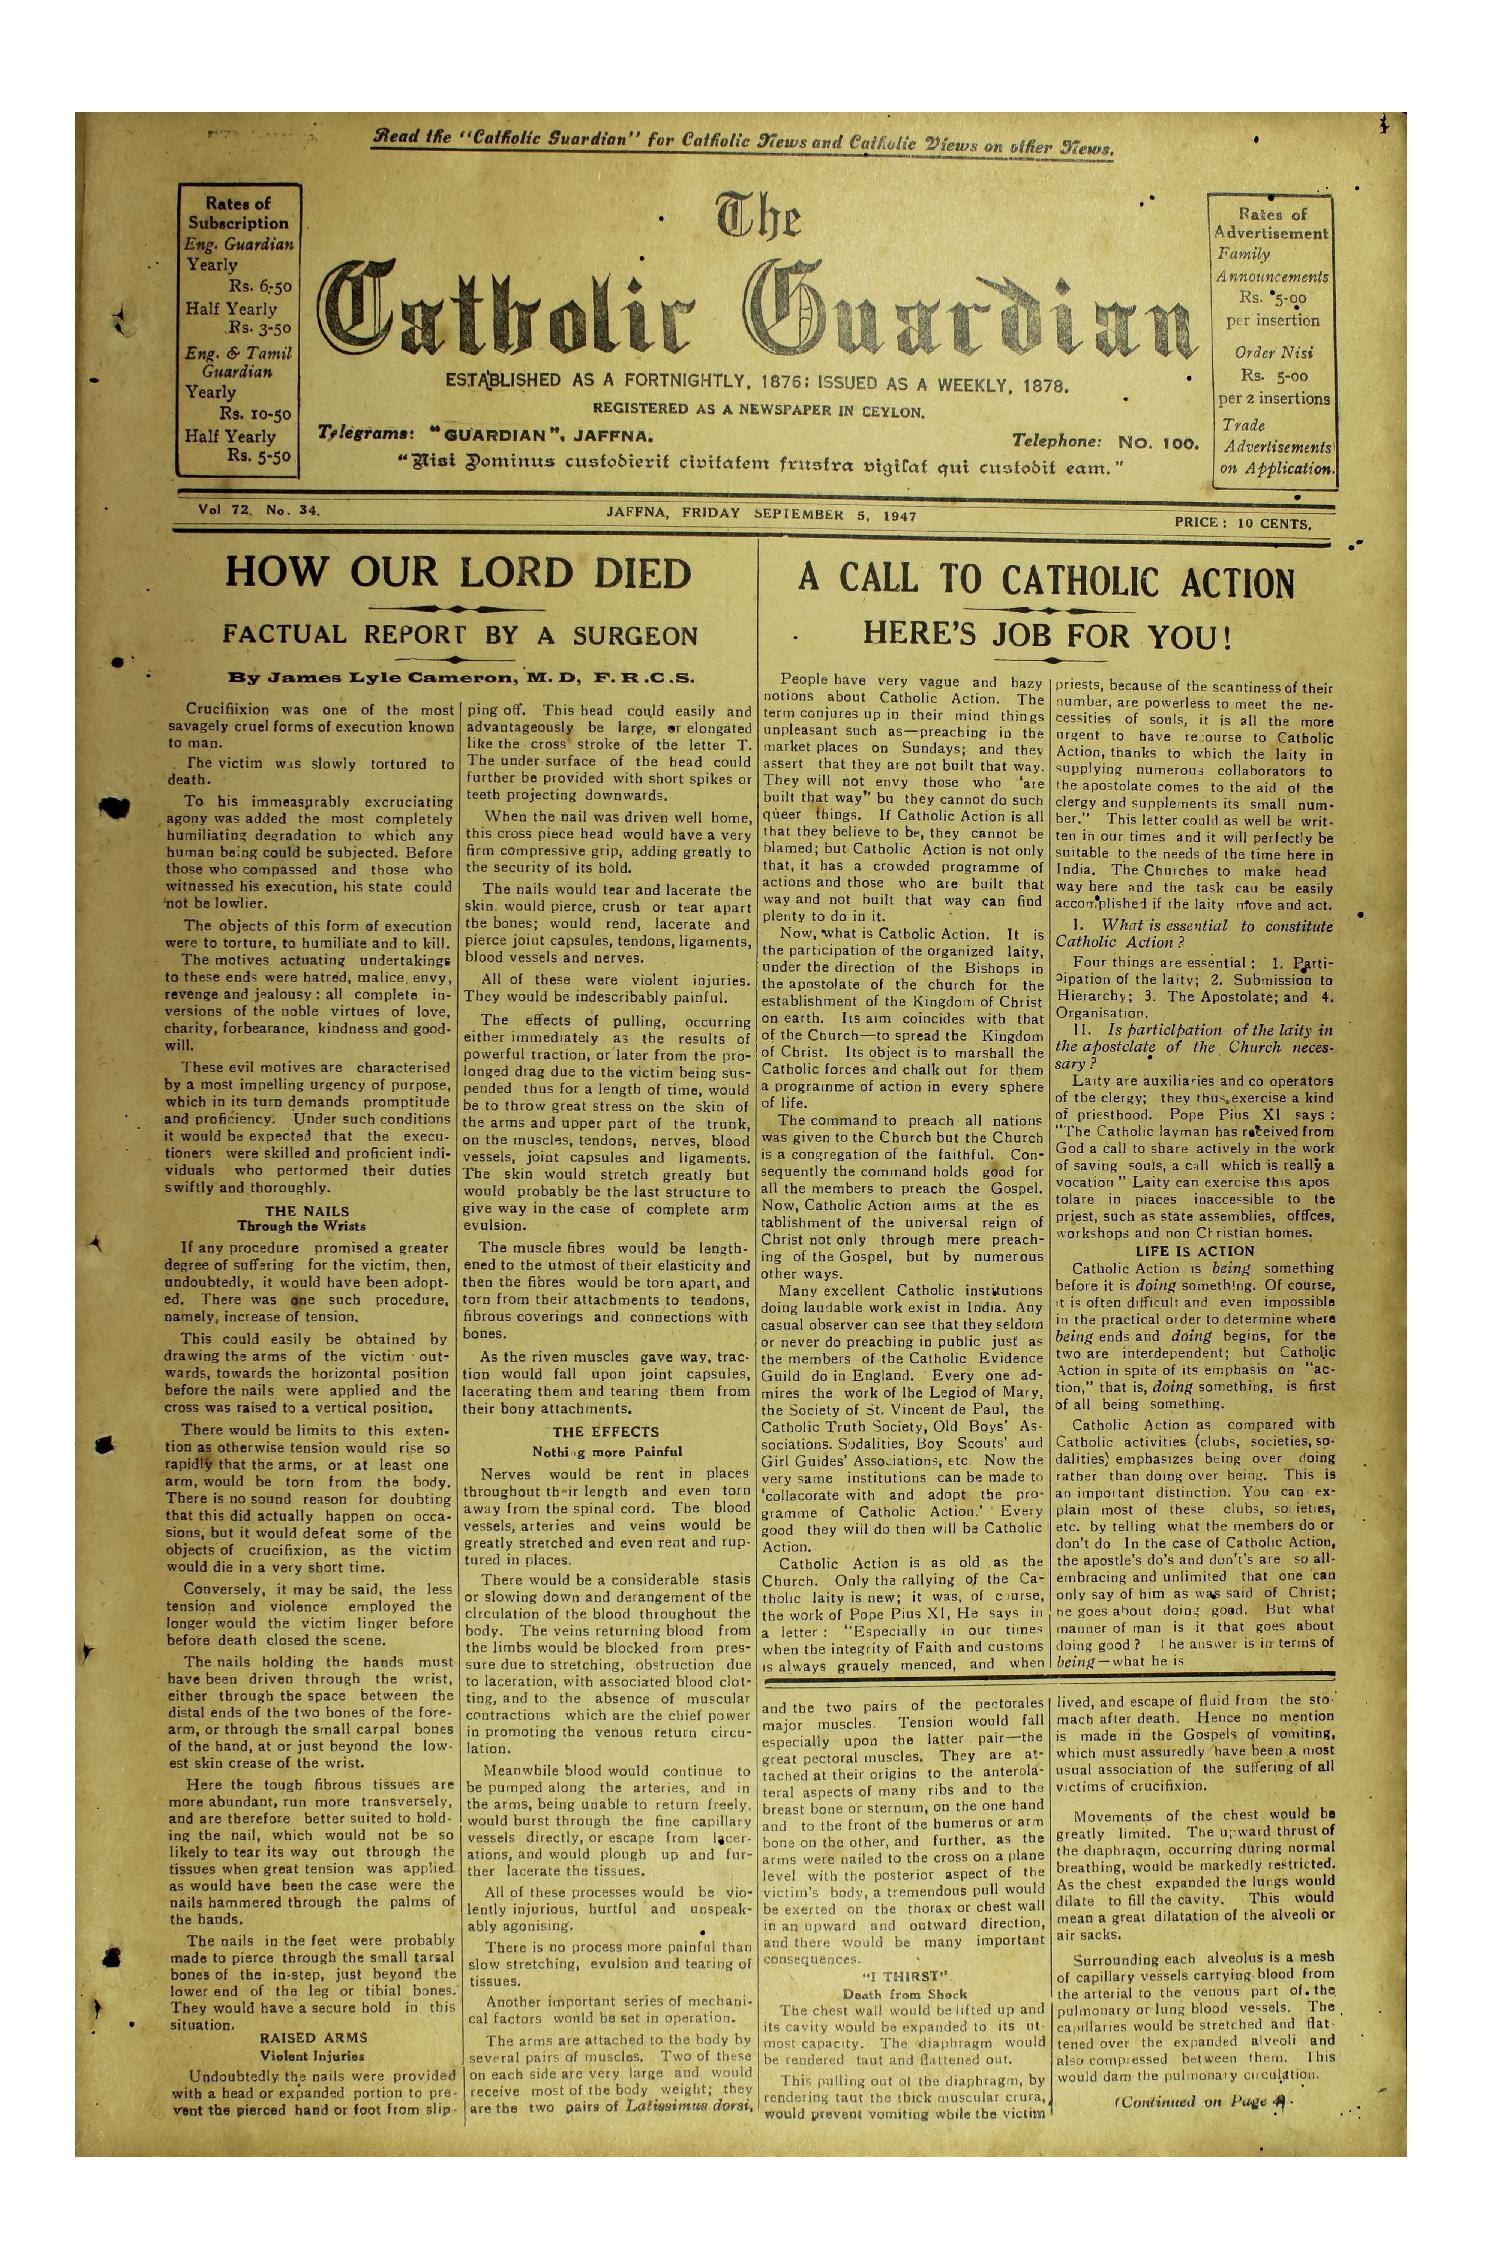 Read the "Catholic Guardian" for Catholic News and Catholic Views on other News.
Rates of
Subscription
Eng. Guardian
Yearly
Rs. 6-50
Half Yearly
Rs. 3-50
Eng. & Tamil
Guardian
Yearly
Rs. 10-50
Half Yearly
Rs. 5-50
The
Catholic Guardian
ESTABLISHED AS A FORTNIGHTLY, 1876; ISSUED AS A WEEKLY, 1878.
REGISTERED AS A NEWSPAPER IN CEYLON.
Telegrams: "GUARDIAN", JAFFNA.
Telephone: No. 100.
"Nisi Dominus custodierit civitatem frustra vigilat qui custodit eam."
Rates of
Advertisement
Family
Announcements
Rs. 5-00
per insertion
Order Nisi
Rs. 5-00
per 2 insertions
Trade
Advertisements
on Application.
Vol 72. No. 34.
JAFFNA, FRIDAY SEPTEMBER 5, 1947
PRICE: 10 CENTS.
HOW OUR LORD DIED
FACTUAL REPORT BY A SURGEON
By James Lyle Cameron, M. D, F. R .C .S.
Crucifiixion was one of the most
savagely cruel forms of execution known
to man.
The victim was slowly tortured to
death.
To his immeasprably excruciating
agony was added the most completely
humiliating degradation to which any
human being could be subjected. Before
those who compassed and those who
witnessed his execution, his state could
not be lowlier.
The objects of this form of execution
were to torture, to humiliate and to kill.
The motives actuating undertakings
to these ends were hatred, malice, envy,
revenge and jealousy: all complete in-
versions of the noble virtues of love,
charity, forbearance, kindness and good-
will.
These evil motives are characterised
by a most impelling urgency of purpose,
which in its turn demands promptitude
and proficiency. Under such conditions
it would be expected that the execu-
tioners were skilled and proficient indi-
viduals who pertormed their duties
swiftly and thoroughly.
THE NAILS
Through the Wrists
If any procedure promised a greater
degree of suffering for the victim, then,
undoubtedly, it would have been adopt-
ed. There was one such procedure,
namely, increase of tension.
This could easily be obtained by
drawing the arms of the victim out-
wards, towards the horizontal position
before the nails were applied and the
cross was raised to a vertical position.
There would be limits to this exten-
tion as otherwise tension would rise so
rapidly that the arms, or at least one
arm, would be torn from the body.
There is no sound reason for doubting
that this did actually happen on occa-
sions, but it would defeat some of the
objects of crucifixion, as the victim
would die in a very short time.
Conversely, it may be said, the less
tension and violence employed the
longer would the victim linger before
before death closed the scene.
The nails holding the hands must
have been driven through the wrist,
either through the space between the
distal ends of the two bones of the fore-
arm, or through the small carpal bones
of the hand, at or just beyond the low-
est skin crease of the wrist.
Here the tough fibrous tissues are
more abundant, run more transversely,
and are therefore better suited to hold-
ing the nail, which would not be so
likely to tear its way out through the
tissues when great tension was applied
as would have been the case were the
nails hammered through the palms of
the hands.
The nails in the feet were probably
made to pierce through the small tarsal
bones of the in-step, just beyond the
lower end of the leg or tibial bones.
They would have a secure hold in this
situation.
RAISED ARMS
Violent Injuries
Undoubtedly the nails were provided
with a head or expanded portion to pre-
vent the pierced hand or foot from slip-
ping off. This head could easily and
advantageously be large, or elongated
like the cross stroke of the letter T.
The under surface of the head could
further be provided with short spikes or
teeth projecting downwards.
When the nail was driven well home,
this cross piece head would have a very
firm compressive grip, adding greatly to
the security of its hold.
The nails would tear and lacerate the
skin, would pierce, crush or tear apart
the bones; would rend, lacerate and
pierce joint capsules, tendons, ligaments,
blood vessels and nerves.
All of these were violent injuries.
They would be indescribably painful.
The effects of pulling, occurring
either immediately as the results of
powerful traction, or later from the pro-
longed drag due to the victim being sus-
pended thus for a length of time, would
be to throw great stress on the skin of
the arms and upper part of the trunk,
on the muscles, tendons, nerves, blood
vessels, joint capsules and ligaments.
The skin would stretch greatly but
would probably be the last structure to
give way in the case of complete arm
evulsion.
The muscle fibres would be length-
ened to the utmost of their elasticity and
then the fibres would be torn apart, and
torn from their attachments to tendons,
fibrous coverings and connections with
bones.
As the riven muscles gave way, trac-
tion would fall upon joint capsules,
lacerating them and tearing them from
their bony attachments.
THE EFFECTS
Nothing more Painful
Nerves would be rent in places
throughout their length and even torn
away from the spinal cord. The blood
vessels, arteries and veins would be
greatly stretched and even rent and rup-
tured in places.
There would be a considerable stasis
or slowing down and derangement of the
circulation of the blood throughout the
body. The veins returning blood from
the limbs would be blocked from pres-
sure due to stretching, obstruction due
to laceration, with associated blood clot-
ting, and to the absence of muscular
contractions which are the chief power
in promoting the venous return circu-
lation.
Meanwhile blood would continue to
be pumped along the arteries, and in
the arms, being unable to return freely,
would burst through the fine capillary
vessels directly, or escape from lacer-
ations, and would plough up and fur-
ther lacerate the tissues.
All of these processes would be vio-
lently injurious, hurtful and unspeak-
ably agonising.
There is no process more painful than
slow stretching, evulsion and tearing of
tissues.
Another important series of mechani-
cal factors would be set in operation.
The arms are attached to the body by
several pairs of muscles. Two of these
on each side are very large and would
receive most of the body weight; they
are the two pairs of Latissimus dorsi,
and the two pairs of the pectorales
major muscles. Tension would fall
especially upon the latter pair—the
great pectoral muscles. They are at-
tached at their origins to the anterola-
teral aspects of many ribs and to the
breast bone or sternum, on the one hand
and to the front of the humerus or arm
bone on the other, and further, as the
arms were nailed to the cross on a plane
level with the posterior aspect of the
victim's body, a tremendous pull would
be exerted on the thorax or chest wall
in an upward and outward direction,
and there would be many important
consequences.
"I THIRST"
Death from Shock
The chest wall would be lifted up and
its cavity would be expanded to its ut-
most capacity. The diaphragm would
be rendered taut and flattened out.
This pulling out of the diaphragm, by
rendering taut the thick muscular crura,
would prevent vomiting while the victim
lived, and escape of fluid from the sto-
mach after death. Hence no mention
is made in the Gospels of vomiting,
which must assuredly have been a most
usual association of the suffering of all
victims of crucifixion.
Movements of the chest would be
greatly limited. The upward thrust of
the diaphragm, occurring during normal
breathing, would be markedly restricted.
As the chest expanded the lungs would
dilate to fill the cavity. This would
mean a great dilatation of the alveoli or
air sacks.
Surrounding each alveolus is a mesh
of capillary vessels carrying blood from
the arterial to the venous part of the
pulmonary or lung blood vessels. The
capillaries would be stretched and flat-
tened over the expanded alveoli and
also compressed between them. This
would dam the pulmonary circulation.
(Continued on Page
A CALL TO CATHOLIC ACTION
HERE'S JOB FOR YOU!
People have very vague and hazy
notions about Catholic Action. The
term conjures up in their mind things
unpleasant such as—preaching in the
market places on Sundays; and they
assert that they are not built that way.
They will not envy those who 'are
built that way" bu they cannot do such
queer things. If Catholic Action is all
that they believe to be, they cannot be
blamed; but Catholic Action is not only
that, it has a crowded programme of
actions and those who are built that
way and not built that way can find
plenty to do in it.
Now, what is Catholic Action. It is
the participation of the organized laity,
under the direction of the Bishops in
the apostolate of the church for the
establishment of the Kingdom of Christ
on earth. Its aim coincides with that
of the Church—to spread the Kingdom
of Christ. Its object is to marshall the
Catholic forces and chalk out for them
a programme of action in every sphere
of life.
The command to preach all nations
was given to the Church but the Church
is a congregation of the faithful. Con-
sequently the command holds good for
all the members to preach the Gospel.
Now, Catholic Action aims at the es
tablishment of the universal reign of
Christ not only through mere preach-
ing of the Gospel, but by numerous
other ways.
Many excellent Catholic institutions
doing laudable work exist in India. Any
casual observer can see that they seldom
or never do preaching in public just as
the members of the Catholic Evidence
Guild do in England. Every one ad-
mires the work of the Legiod of Mary,
the Society of St. Vincent de Paul, the
Catholic Truth Society, Old Boys' As-
sociations. Sodalities, Boy Scouts' and
Girl Guides' Associations, etc Now the
very same institutions can be made to
'collacorate with and adopt the pro-
gramme of Catholic Action.' Every
good they will do then will be Catholic
Action.
Catholic Action is as old as the
Church. Only the rallying of the Ca-
tholic laity is new; it was, of course,
the work of Pope Pius XI, He says in
a letter: "Especially in our times
when the integrity of Faith and customs
is always grauely menced, and when
priests, because of the scantiness of their
number, are powerless to meet the ne-
cessities of souls, it is all the more
urgent to have recourse to Catholic
Action, thanks to which the laity in
supplying numerous collaborators to
the apostolate comes to the aid of the
clergy and supplements its small num-
ber." This letter could as well be writ-
ten in our times and it will perfectly be
suitable to the needs of the time here in
India. The Churches to make head
way here and the task can be easily
accomplished if the laity move and act.
I. What is essential to constitute
Catholic Action?
Four things are essential: 1. Parti-
cipation of the laity; 2. Submission to
Hierarchy; 3. The Apostolate; and 4.
Organisation.
II. Is participation of the laity in
the apostclate of the Church neces-
sary?
Laity are auxiliaries and co operators
of the clergy; they thus exercise a kind
of priesthood. Pope Pius XI says:
"The Catholic layman has received from
God a call to share actively in the work
of saving souls, a call which is really a
vocation " Laity can exercise this apos
tolare in places inaccessible to the
priest, such as state assemblies, offices,
workshops and non Christian homes.
LIFE IS ACTION
Catholic Action is being something
before it is doing something. Of course,
it is often difficult and even impossible
in the practical order to determine where
being ends and doing begins, for the
two are interdependent; but Catholic
Action in spite of its emphasis on "ac-
tion," that is, doing something, is first
of all being something.
Catholic Action as compared with
Catholic activities (clubs, societies, so-
dalities) emphasizes being over doing
rather than doing over being. This is
an important distinction. You can ex-
plain most of these clubs, societies,
etc. by telling what the members do or
don't do In the case of Catholic Action,
the apostle's do's and don't's are so all-
embracing and unlimited that one can
only say of him as was said of Christ;
he goes about doing good. But what
manner of man is it that goes about
doing good? The answer is in terms of
being—what he is